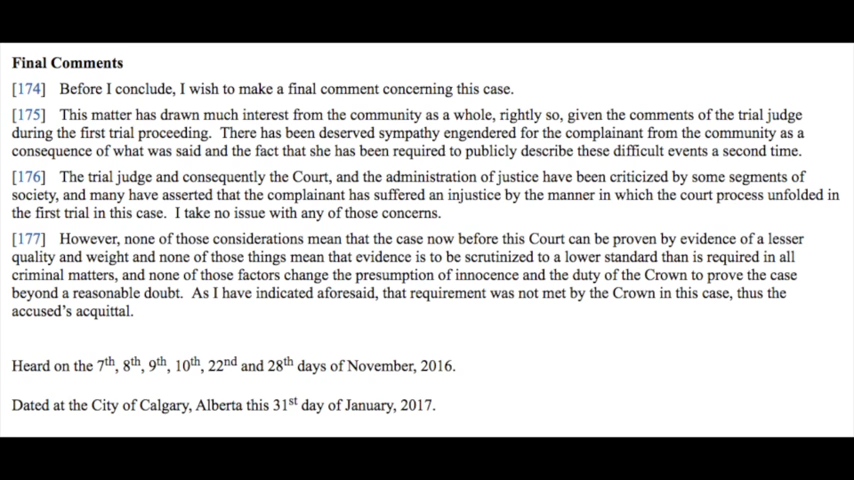 Final Comments
[174] Before I conclude, I wish to make a final comment concerning this case.
[175] This matter has drawn much interest from the community as a whole, rightly so, given the comments of the trial judge
during the first trial proceeding. There has been deserved sympathy engendered for the complainant from the community as a
consequence of what was said and the fact that she has been required to publicly describe these difficult events a second time.
[176] The trial judge and consequently the Court, and the administration of justice have been criticized by some segments of
society, and many have asserted that the complainant has suffered an injustice by the manner in which the court process unfolded in
the first trial in this case. I take no issue with any of those concerns.
[177] However, none of those considerations mean that the case now before this Court can be proven by evidence of a lesser
quality and weight and none of those things mean that evidence is to be scrutinized to a lower standard than is required in all
criminal matters, and none of those factors change the presumption of innocence and the duty of the Crown to prove the case
beyond a reasonable doubt. As I have indicated aforesaid, that requirement was not met by the Crown in this case, thus the
accused's acquittal.
Heard on the 7th, 8th, 9th, 10th, 22nd and 28th days of November, 2016.
Dated at the City of Calgary, Alberta this 31st day of January, 2017.